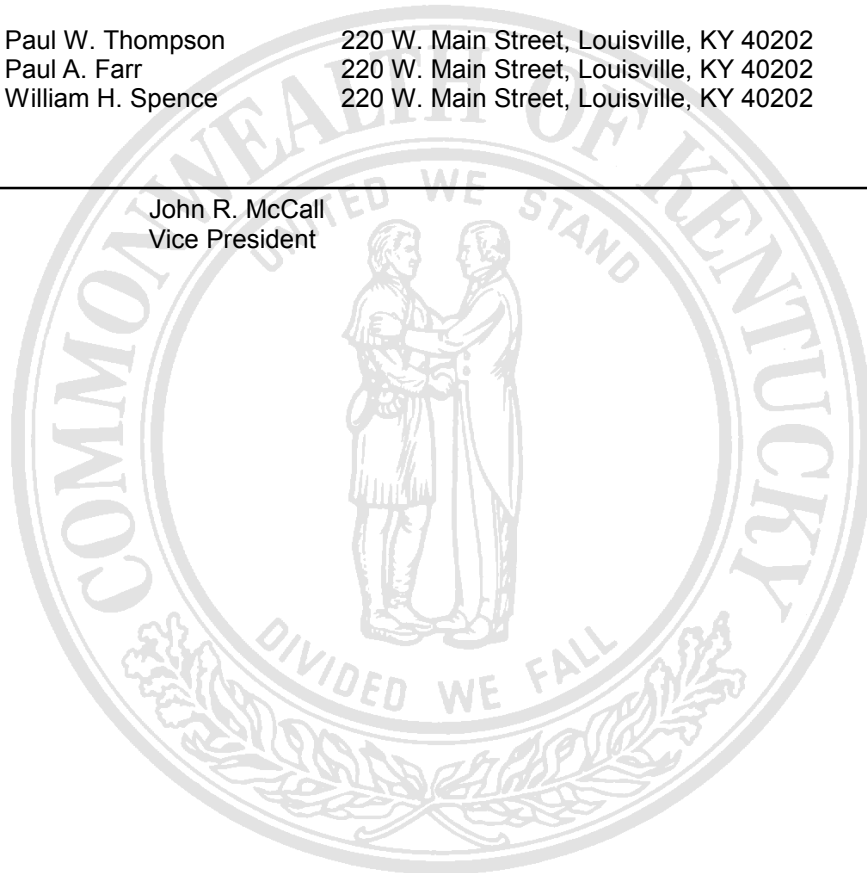 Paul W. Thompson 220 W. Main Street, Louisville, KY 40202
Paul A. Farr 220 W. Main Street, Louisville, KY 40202
William H. Spence 220 W. Main Street, Louisville, KY 40202
John R. McCall
Vice President
COMMONWEALTH OF KENTUCKY
UNITED WE STAND
DIVIDED WE FALL